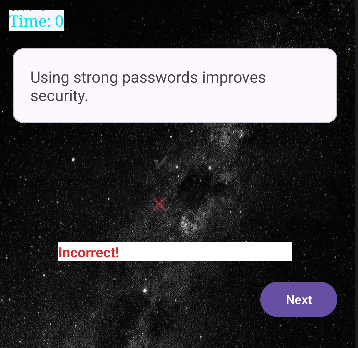 Time: 0
Using strong passwords improves
security.
Incorrect!
Next